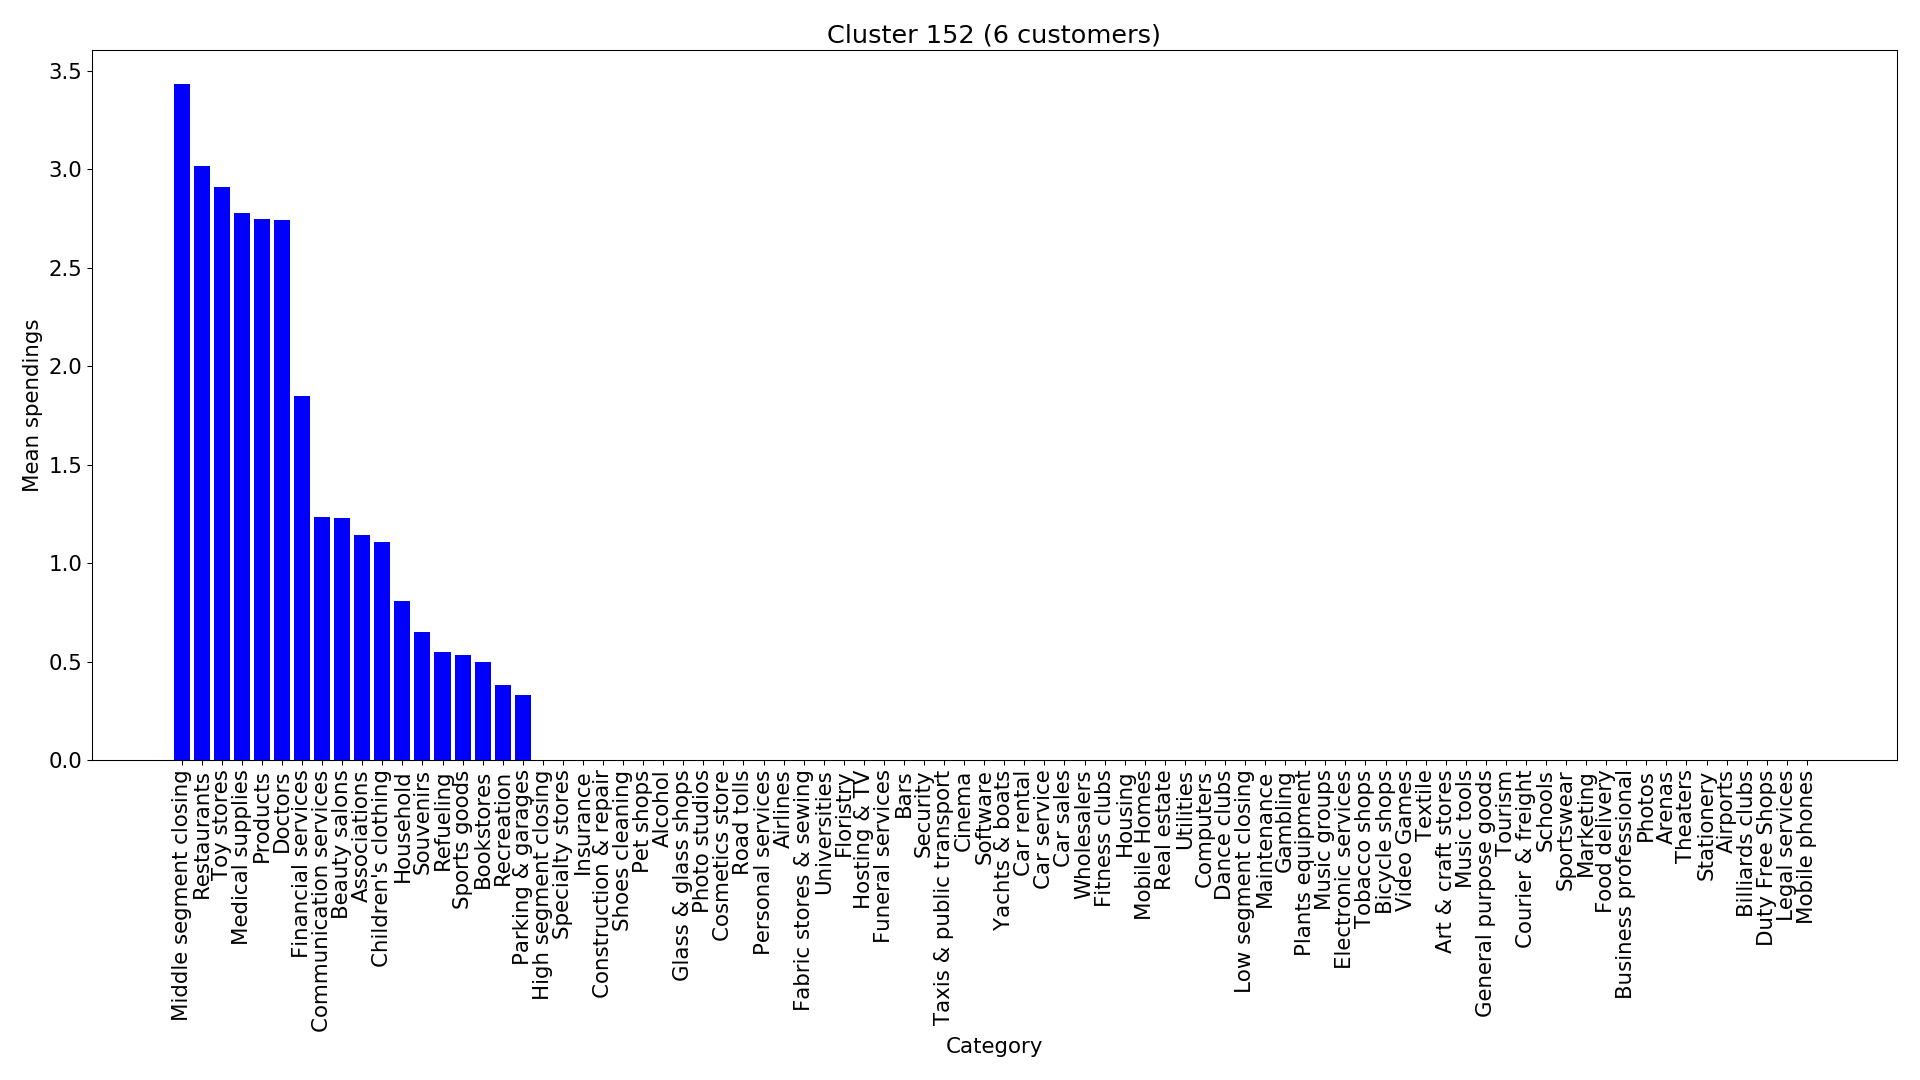 Cluster 152 (6 customers)
3.5
3.0
2.5
2.0
1.5
1.0
0.5
0.0
Mean spendings
Middle segment closing
Restaurants
Toy stores
Medical supplies
Products
Doctors
Financial services
Communication services
Beauty salons
Associations
Children's clothing
Household
Souvenirs
Refueling
Sports goods
Bookstores
Recreation
Parking & garages
High segment closing
Specialty stores
Insurance
Construction & repair
Shoes cleaning
Pet shops
Alcohol
Glass & glass shops
Photo studios
Cosmetics store
Road tolls
Personal services
Airlines
Fabric stores & sewing
Universities
Floristry
Hosting & TV
Funeral services
Bars
Security
Taxis & public transport
Cinema
Software
Yachts & boats
Car rental
Car service
Car sales
Wholesalers
Fitness clubs
Housing
Mobile Homes
Real estate
Utilities
Computers
Dance clubs
Low segment closing
Maintenance
Gambling
Plants equipment
Music groups
Electronic services
Tobacco shops
Bicycle shops
Video Games
Textile
Art & craft stores
Music tools
General purpose goods
Tourism
Courier & freight
Schools
Sportswear
Marketing
Food delivery
Business professional
Photos
Arenas
Theaters
Stationery
Airports
Billiards clubs
Duty Free Shops
Legal services
Mobile phones
Category